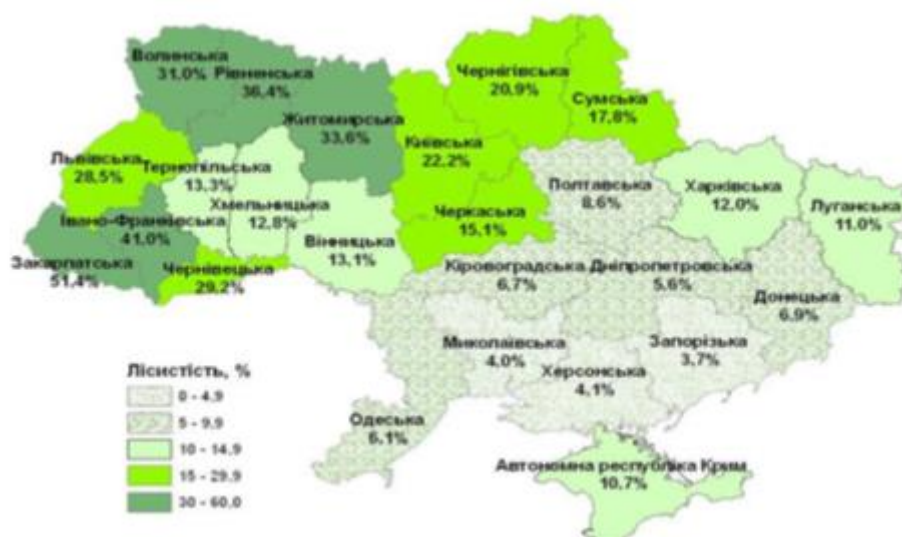 Волинська
31.0%
Рівненська
36,4%
Житомирська
33,6%
Чернігівська
20,9%
Сумська
17,8%
Київська
22,2%
Львівська
28,5%
Тернопільська
13,3%
Хмельницька
12,8%
Івано-Франківська
41,0%
Закарпатська
51,4%
Чернівецька
29,2%
Вінницька
13,1%
Черкаська
15,1%
Полтавська
8,6%
Харківська
12,0%
Луганська
11,0%
Кіровоградська
6,7%
Дніпропетровська
5,6%
Донецька
6,9%
Миколаївська
4,0%
Херсонська
4,1%
Запорізька
3,7%
Одеська
6,1%
Автономна республіка Крим
10,7%
Лісистість, %
0 - 4.9
5 - 9.9
10 - 14.9
15 - 29.9
30 - 60.0